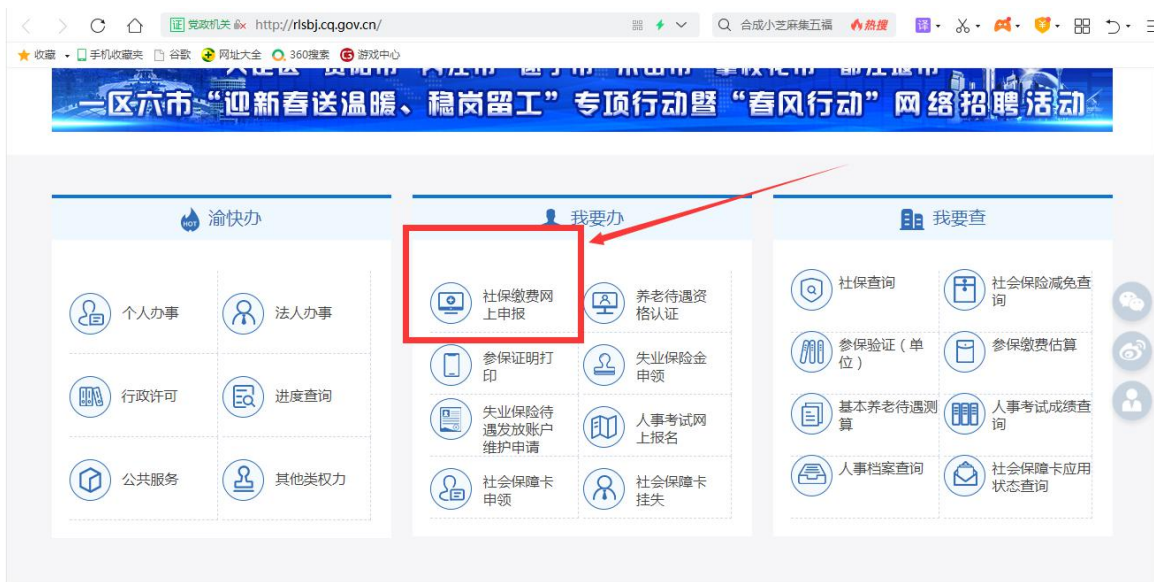 证 党政机关 http://rlsbj.cq.gov.cn/
合成小芝麻集五福 热搜 译
收藏 手机收藏夹 谷歌 网址大全 360搜索 游戏中心
一区六市“迎新春送温暖、稳岗留工”专项行动暨“春风行动”网络招聘活动
HOT 渝快办
个人办事 法人办事
行政许可 进度查询
公共服务 其他类权力
我要办
社保缴费网 养老待遇资
上申报 格认证
参保证明打 失业保险金
印 申领
失业保险待
遇发放账户 人事考试网
维护申请 上报名
社会保障卡 社会保障卡
申领 挂失
我要查
社保查询 社会保险减免查
询
参保验证（单 参保缴费估算
位）
基本养老待遇测 人事考试成绩查
算 询
人事档案查询 社会保障卡应用
状态查询